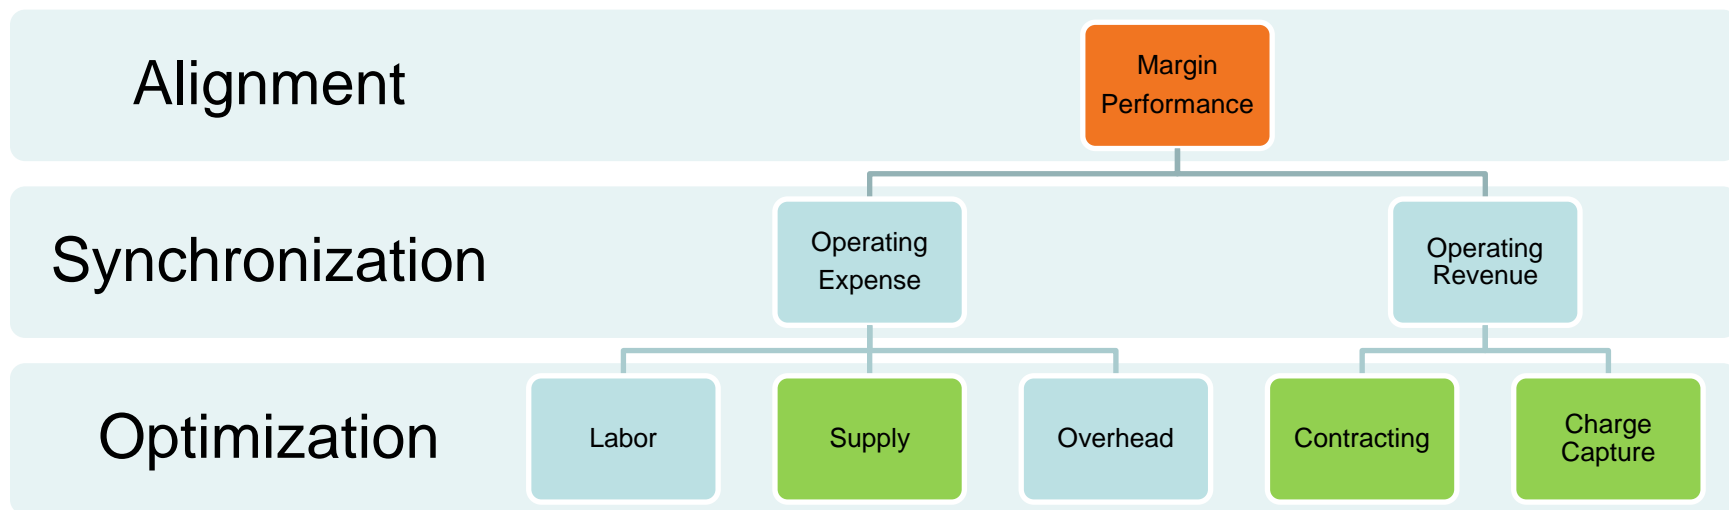 Alignment
Margin
Performance
Synchronization
Operating
Expense
Operating
Revenue
Optimization
Labor
Supply
Overhead
Contracting
Charge
Capture